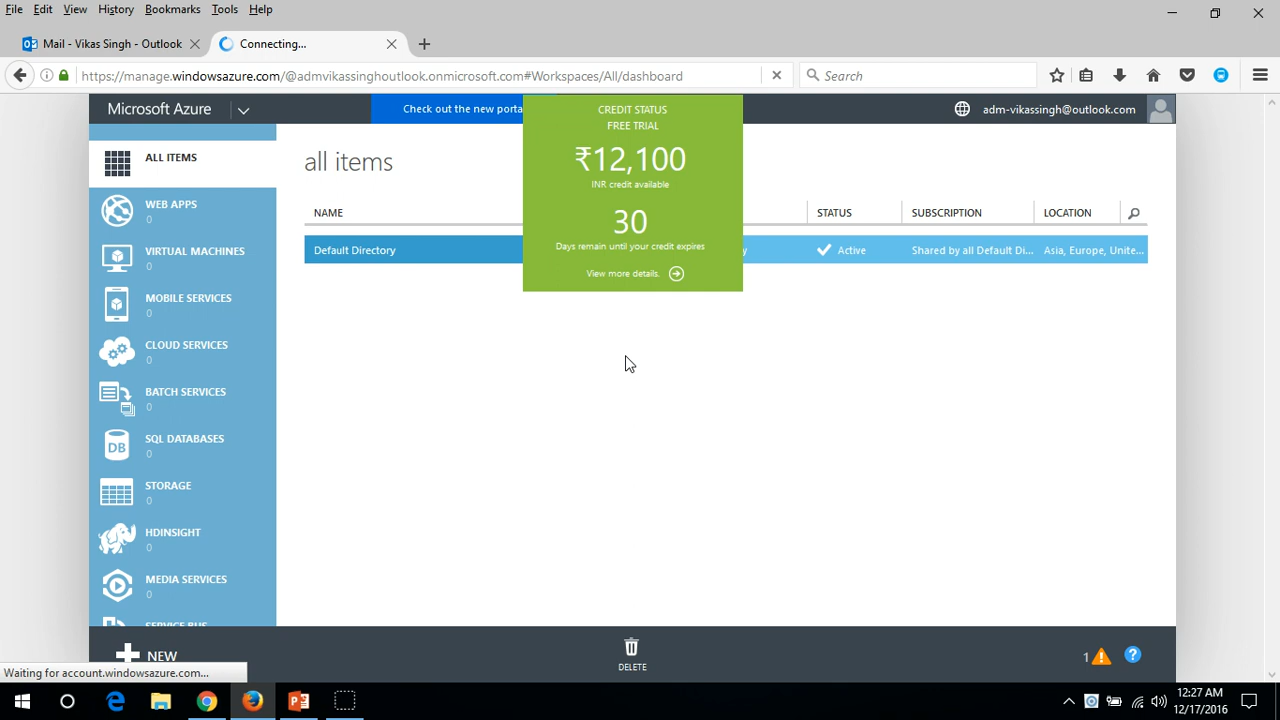 File Edit View History Bookmarks Tools Help
Mail - Vikas Singh - Outlook
Connecting...
https://manage.windowsazure.com/@admvikassinghoutlook.onmicrosoft.com#Workspaces/All/dashboard
Search
Microsoft Azure
Check out the new porta
CREDIT STATUS
FREE TRIAL
₹12,100
INR credit available
30
Days remain until your credit expires
View more details.
adm-vikassingh@outlook.com
ALL ITEMS
WEB APPS
0
VIRTUAL MACHINES
0
MOBILE SERVICES
0
CLOUD SERVICES
0
BATCH SERVICES
0
DB
SQL DATABASES
0
STORAGE
0
HDINSIGHT
0
MEDIA SERVICES
0
SERVICE BUS
all items
NAME STATUS SUBSCRIPTION LOCATION
Default Directory y Active Shared by all Default Di... Asia, Europe, Unite...
NEW
DELETE
1
?
Waiting for account.windowsazure.com...
12:27 AM
12/17/2016